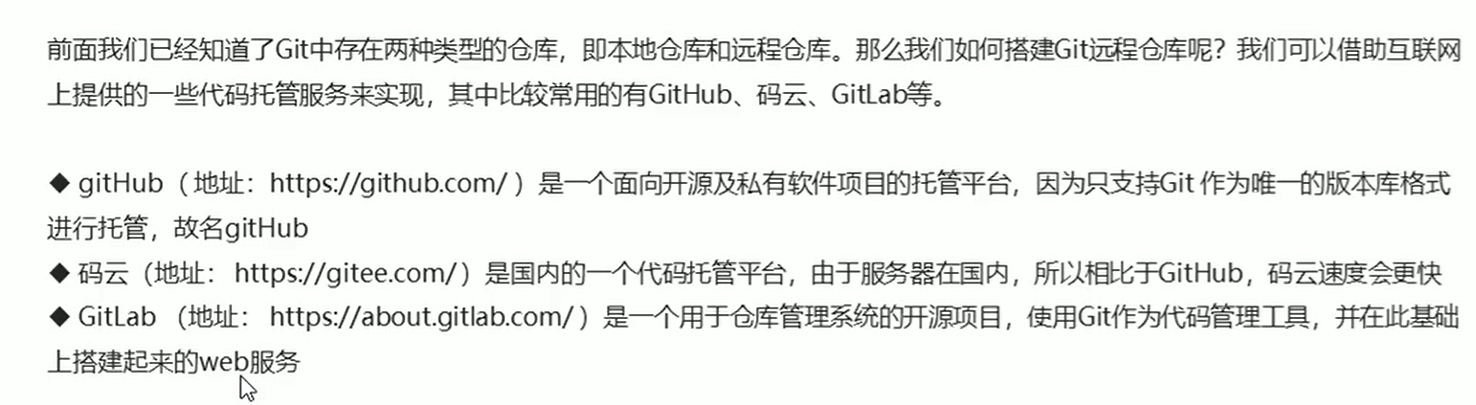 前面我们已经知道了Git中存在两种类型的仓库，即本地仓库和远程仓库。那么我们如何搭建Git远程仓库呢？我们可以借助互联网
上提供的一些代码托管服务来实现，其中比较常用的有GitHub、码云、GitLab等。
◆ gitHub（ 地址：https://github.com/ ）是一个面向开源及私有软件项目的托管平台，因为只支持Git 作为唯一的版本库格式
进行托管，故名gitHub
◆ 码云（地址： https://gitee.com/ ）是国内的一个代码托管平台，由于服务器在国内，所以相比于GitHub，码云速度会更快
◆ GitLab （地址： https://about.gitlab.com/ ）是一个用于仓库管理系统的开源项目，使用Git作为代码管理工具，并在此基础
上搭建起来的web服务